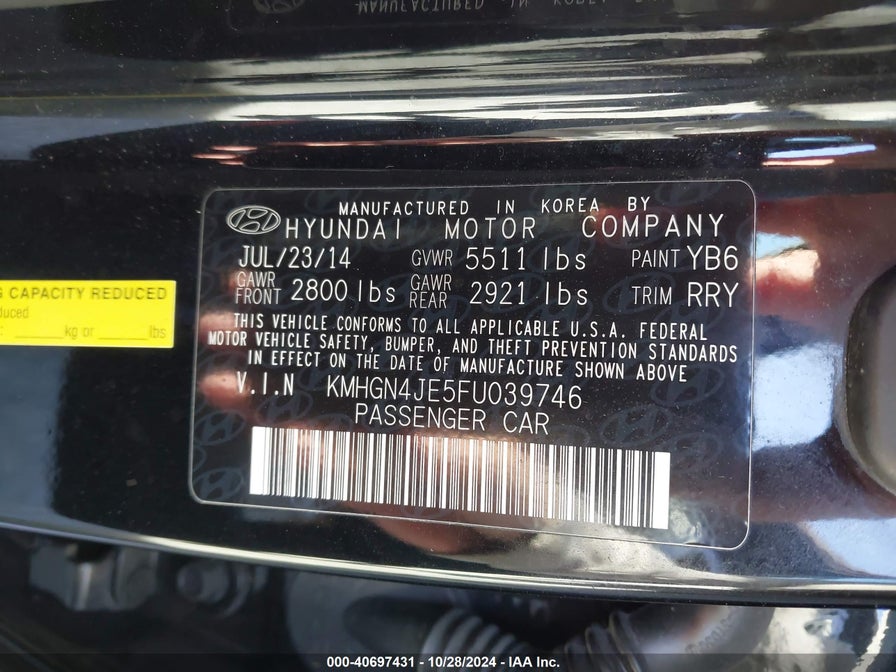 MANUFACTURED IN KOREA
MANUFACTURED IN KOREA BY
HYUNDAI MOTOR COMPANY
JUL/23/14 GVWR 5511 lbs PAINT YB6
GAWR FRONT 2800 lbs GAWR REAR 2921 lbs TRIM RRY
THIS VEHICLE CONFORMS TO ALL APPLICABLE U.S.A. FEDERAL
MOTOR VEHICLE SAFETY, BUMPER, AND THEFT PREVENTION STANDARDS
IN EFFECT ON THE DATE OF MANUFACTURE SHOWN ABOVE
V.I.N KMHGN4JE5FU039746
PASSENGER CAR
CAPACITY REDUCED
kg or lbs
000-40697431 - 10/28/2024 - IAA Inc.